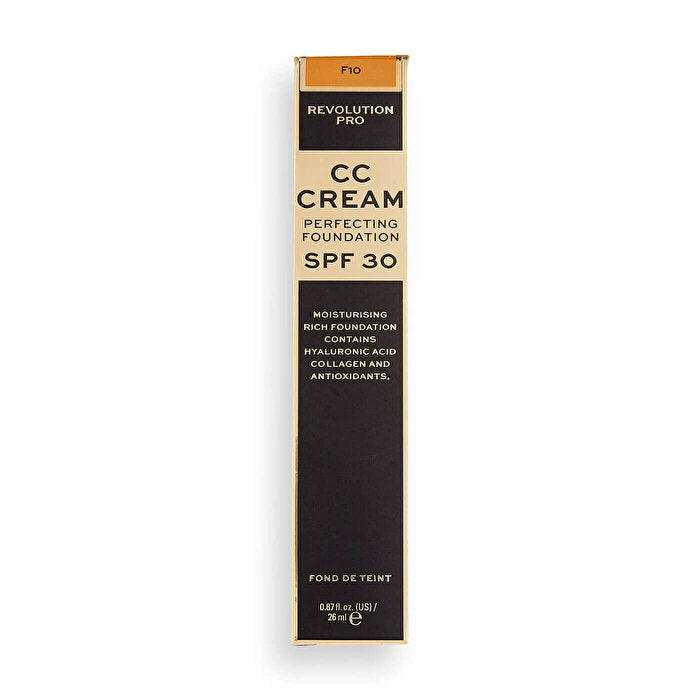 F10
REVOLUTION
PRO
CC
CREAM
PERFECTING
FOUNDATION
SPF 30
MOISTURISING
RICH FOUNDATION
CONTAINS
HYALURONIC ACID
COLLAGEN AND
ANTIOXIDANTS,
FOND DE TEINT
0.87 fl. oz. (US) /
26 ml ℮